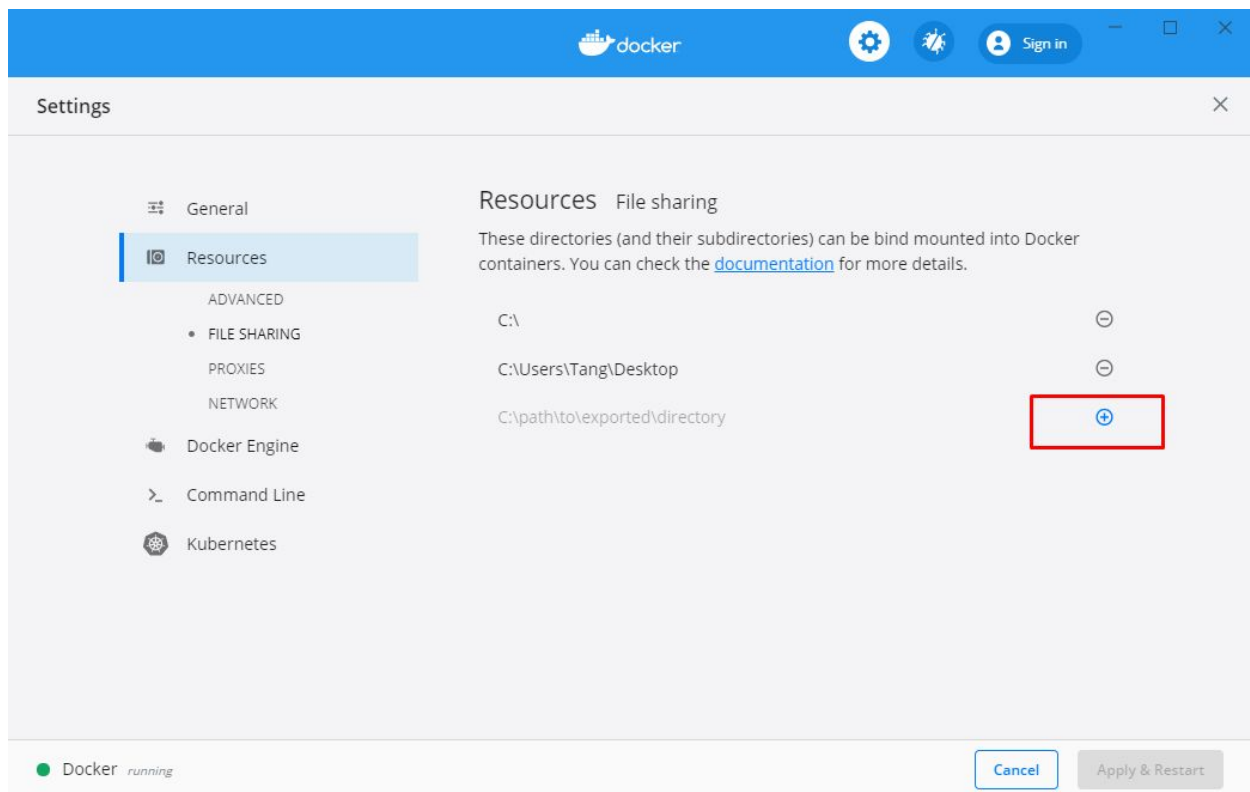 docker
Sign in
Settings
General
Resources
ADVANCED
FILE SHARING
PROXIES
NETWORK
Docker Engine
Command Line
Kubernetes
Resources File sharing
These directories (and their subdirectories) can be bind mounted into Docker
containers. You can check the documentation for more details.
C:\
C:\Users\Tang\Desktop
C:\path\to\exported\directory
Docker running
Cancel
Apply & Restart